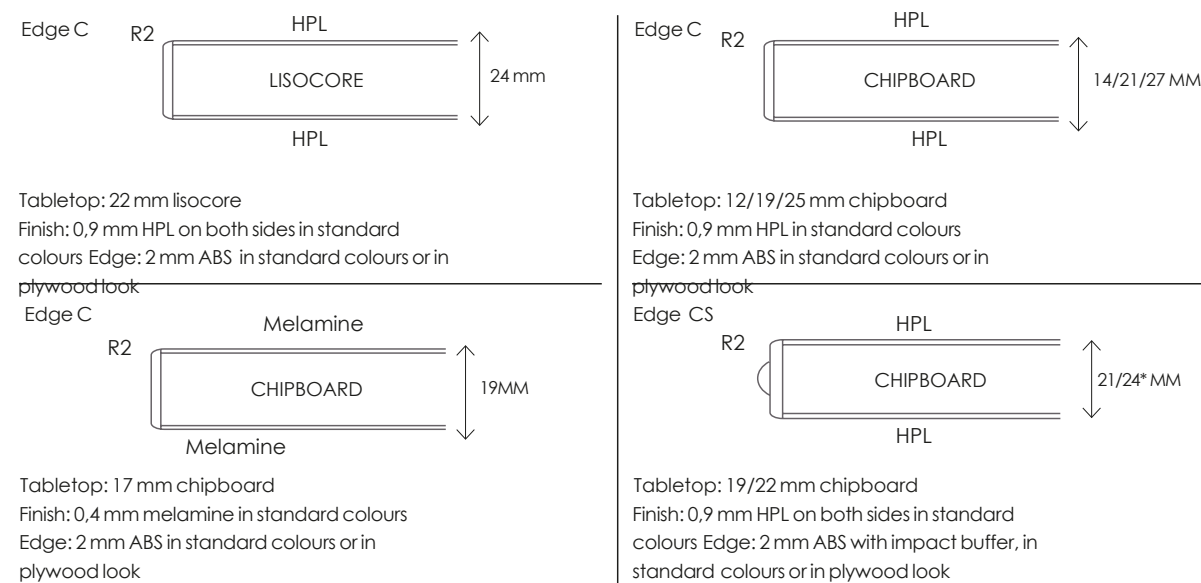 Edge C
R2
HPL
LISOCORE
24 mm
HPL
Tabletop: 22 mm lisocore
Finish: 0,9 mm HPL on both sides in standard
colours Edge: 2 mm ABS in standard colours or in
plywood look
Edge C
R2
HPL
CHIPBOARD
14/21/27 MM
HPL
Tabletop: 12/19/25 mm chipboard
Finish: 0,9 mm HPL in standard colours
Edge: 2 mm ABS in standard colours or in
plywood look
Edge C
R2
Melamine
CHIPBOARD
19MM
Melamine
Tabletop: 17 mm chipboard
Finish: 0,4 mm melamine in standard colours
Edge: 2 mm ABS in standard colours or in
plywood look
Edge CS
R2
HPL
CHIPBOARD
21/24* MM
HPL
Tabletop: 19/22 mm chipboard
Finish: 0,9 mm HPL on both sides in standard
colours Edge: 2 mm ABS with impact buffer, in
standard colours or in plywood look